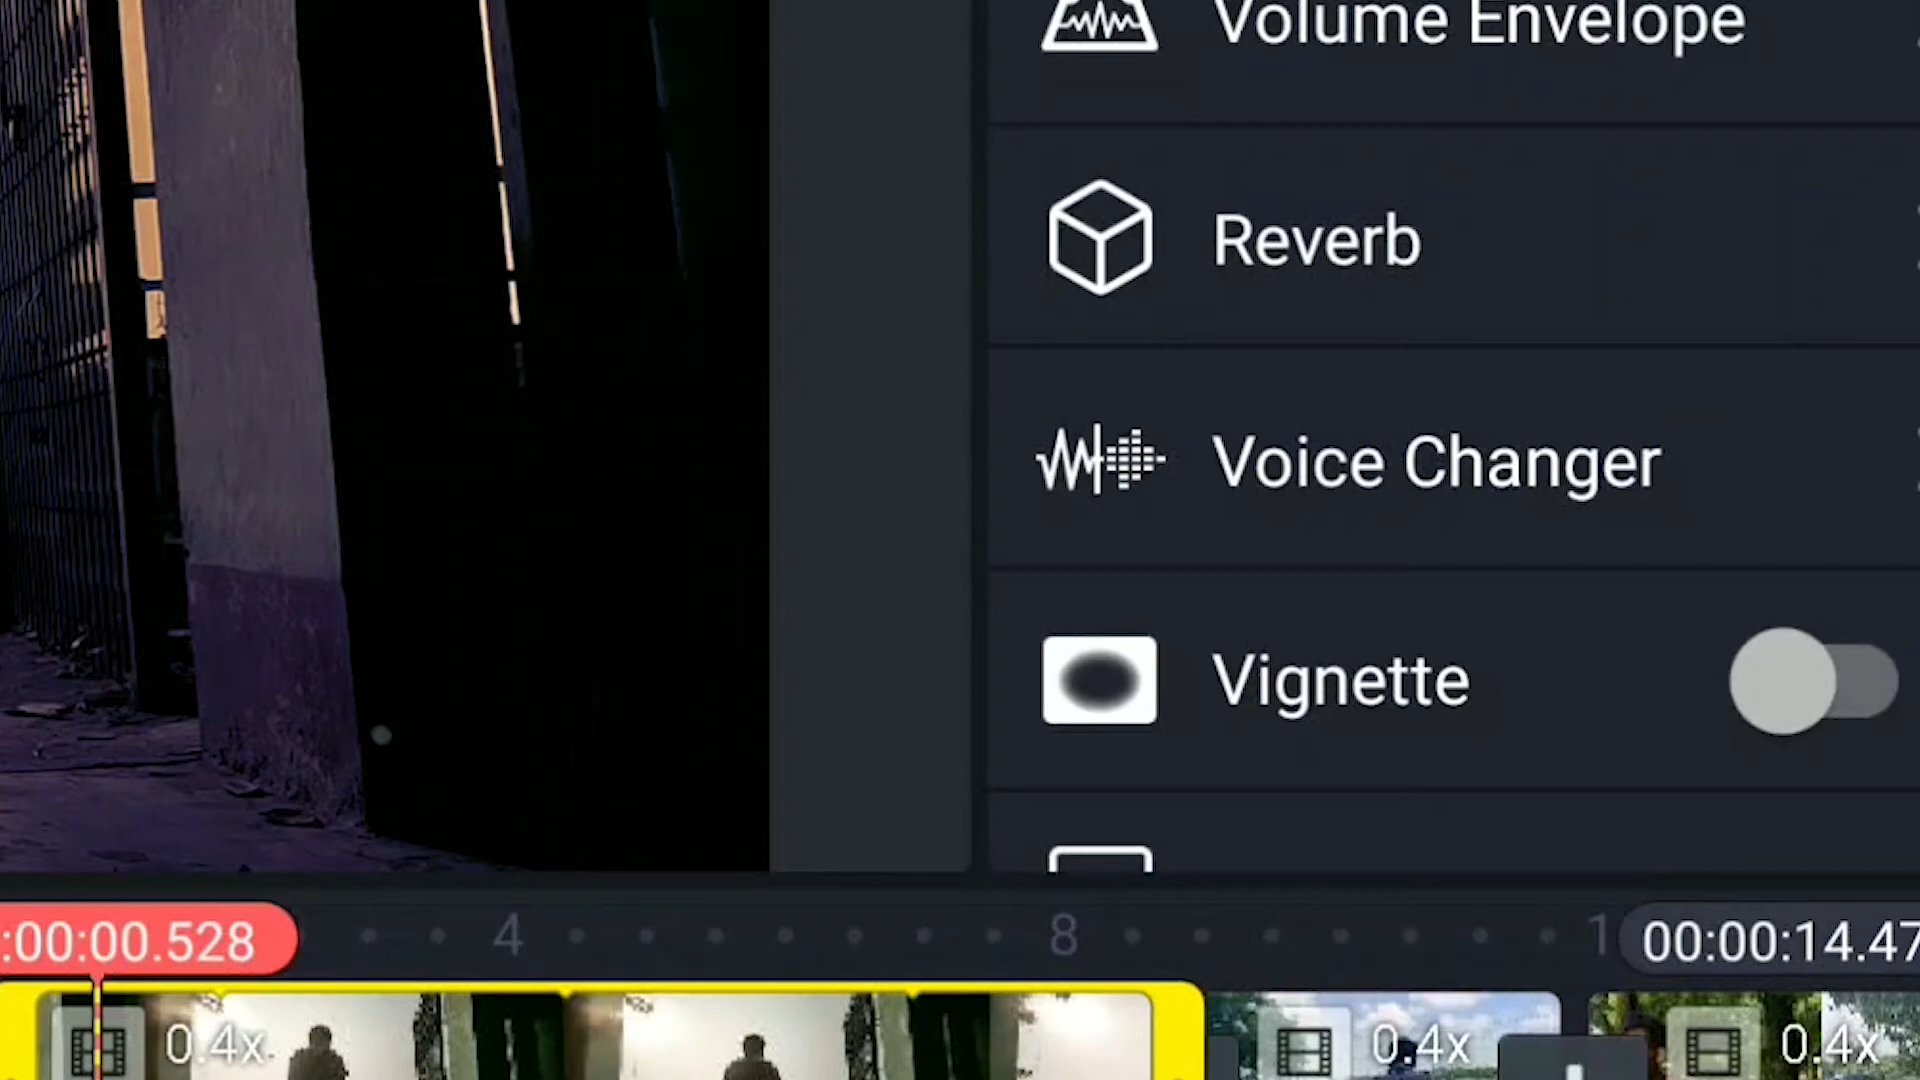 Volume Envelope
Reverb
Voice Changer
Vignette
:00:00.528
4
8
1
00:00:14.47
0.4x
0.4x
0.4x